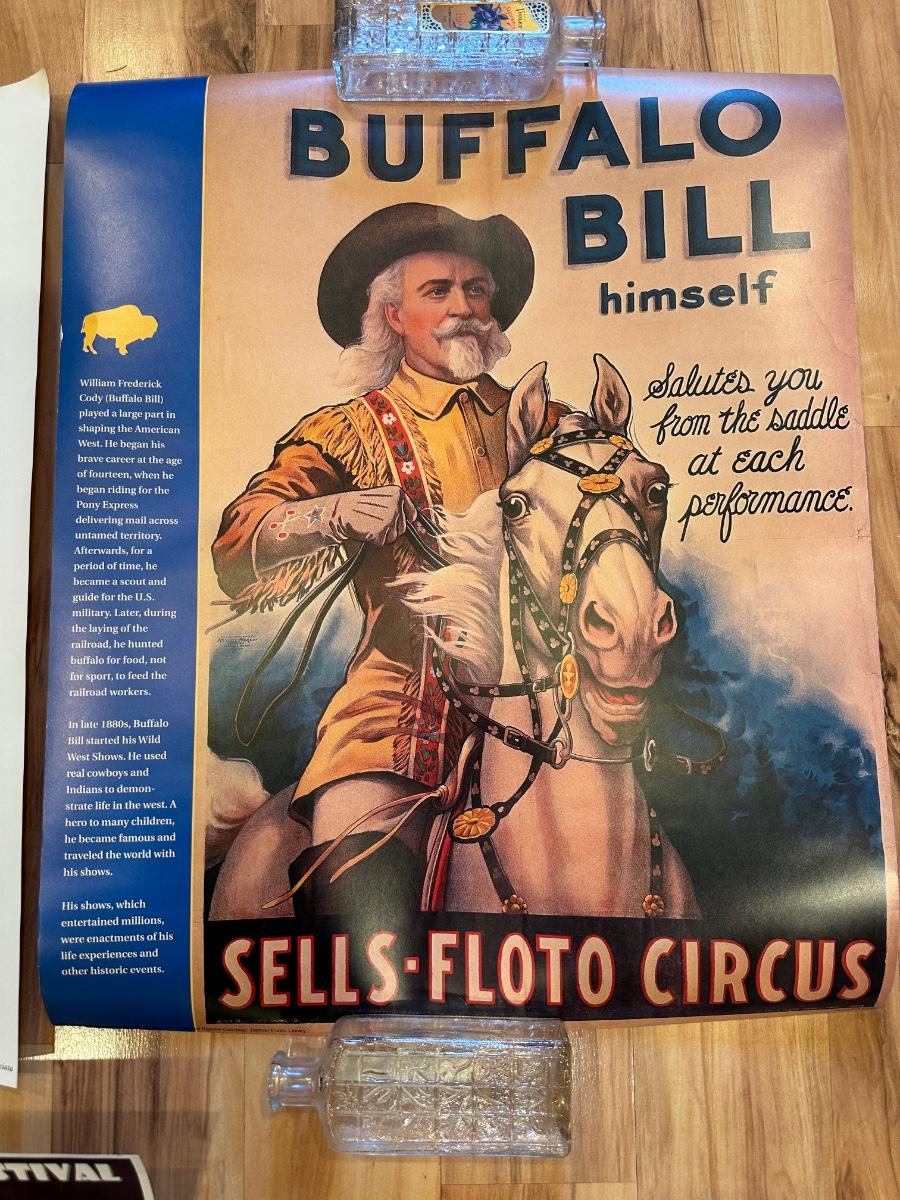 BUFFALO
BILL
himself
Salutes you
from the saddle
at each
performance.
William Frederick
Cody (Buffalo Bill)
played a large part in
shaping the American
West. He began his
brave career at the age
of fourteen, when he
began riding for the
Pony Express
delivering mail across
untamed territory.
Afterwards, for a
period of time, he
became a scout and
guide for the U.S.
military. Later, during
the laying of the
railroad, he hunted
buffalo for food, not
for sport, to feed the
railroad workers.
In late 1880s, Buffalo
Bill started his Wild
West Shows. He used
real cowboys and
Indians to demon-
strate life in the west. A
hero to many children,
he became famous and
traveled the world with
his shows.
His shows, which
entertained millions,
were enactments of his
life experiences and
other historic events.
SELLS-FLOTO CIRCUS
Courtesy: Denver Public Library
STIVAL